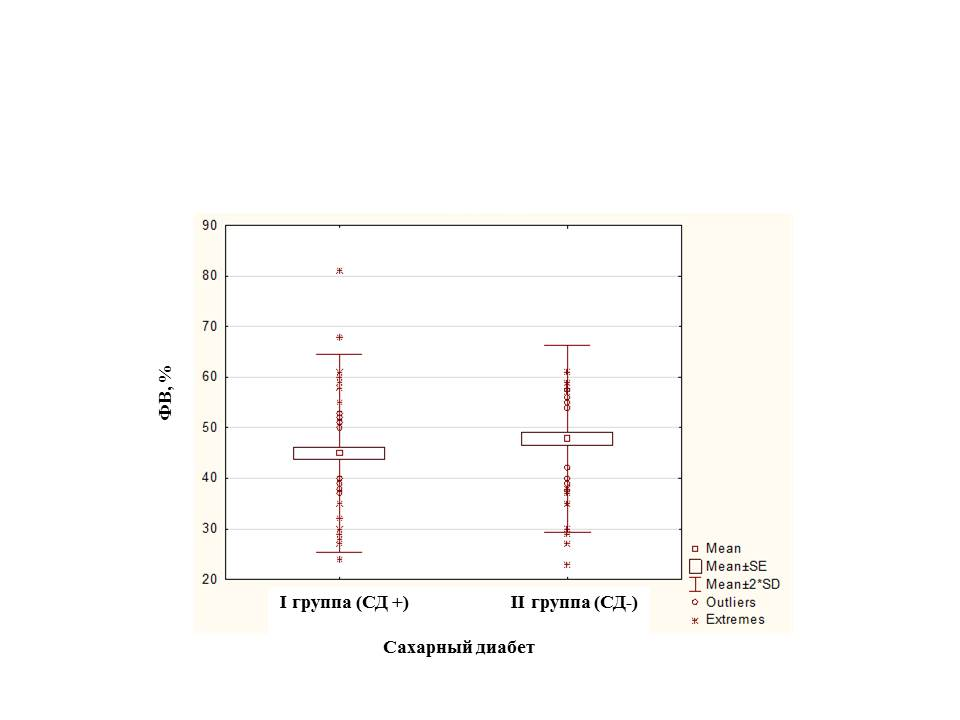 90
80
70
60
50
40
30
20
ФВ, %
I группа (СД +)
II группа (СД-)
Сахарный диабет
Mean
Mean±SE
Mean±2*SD
Outliers
Extremes